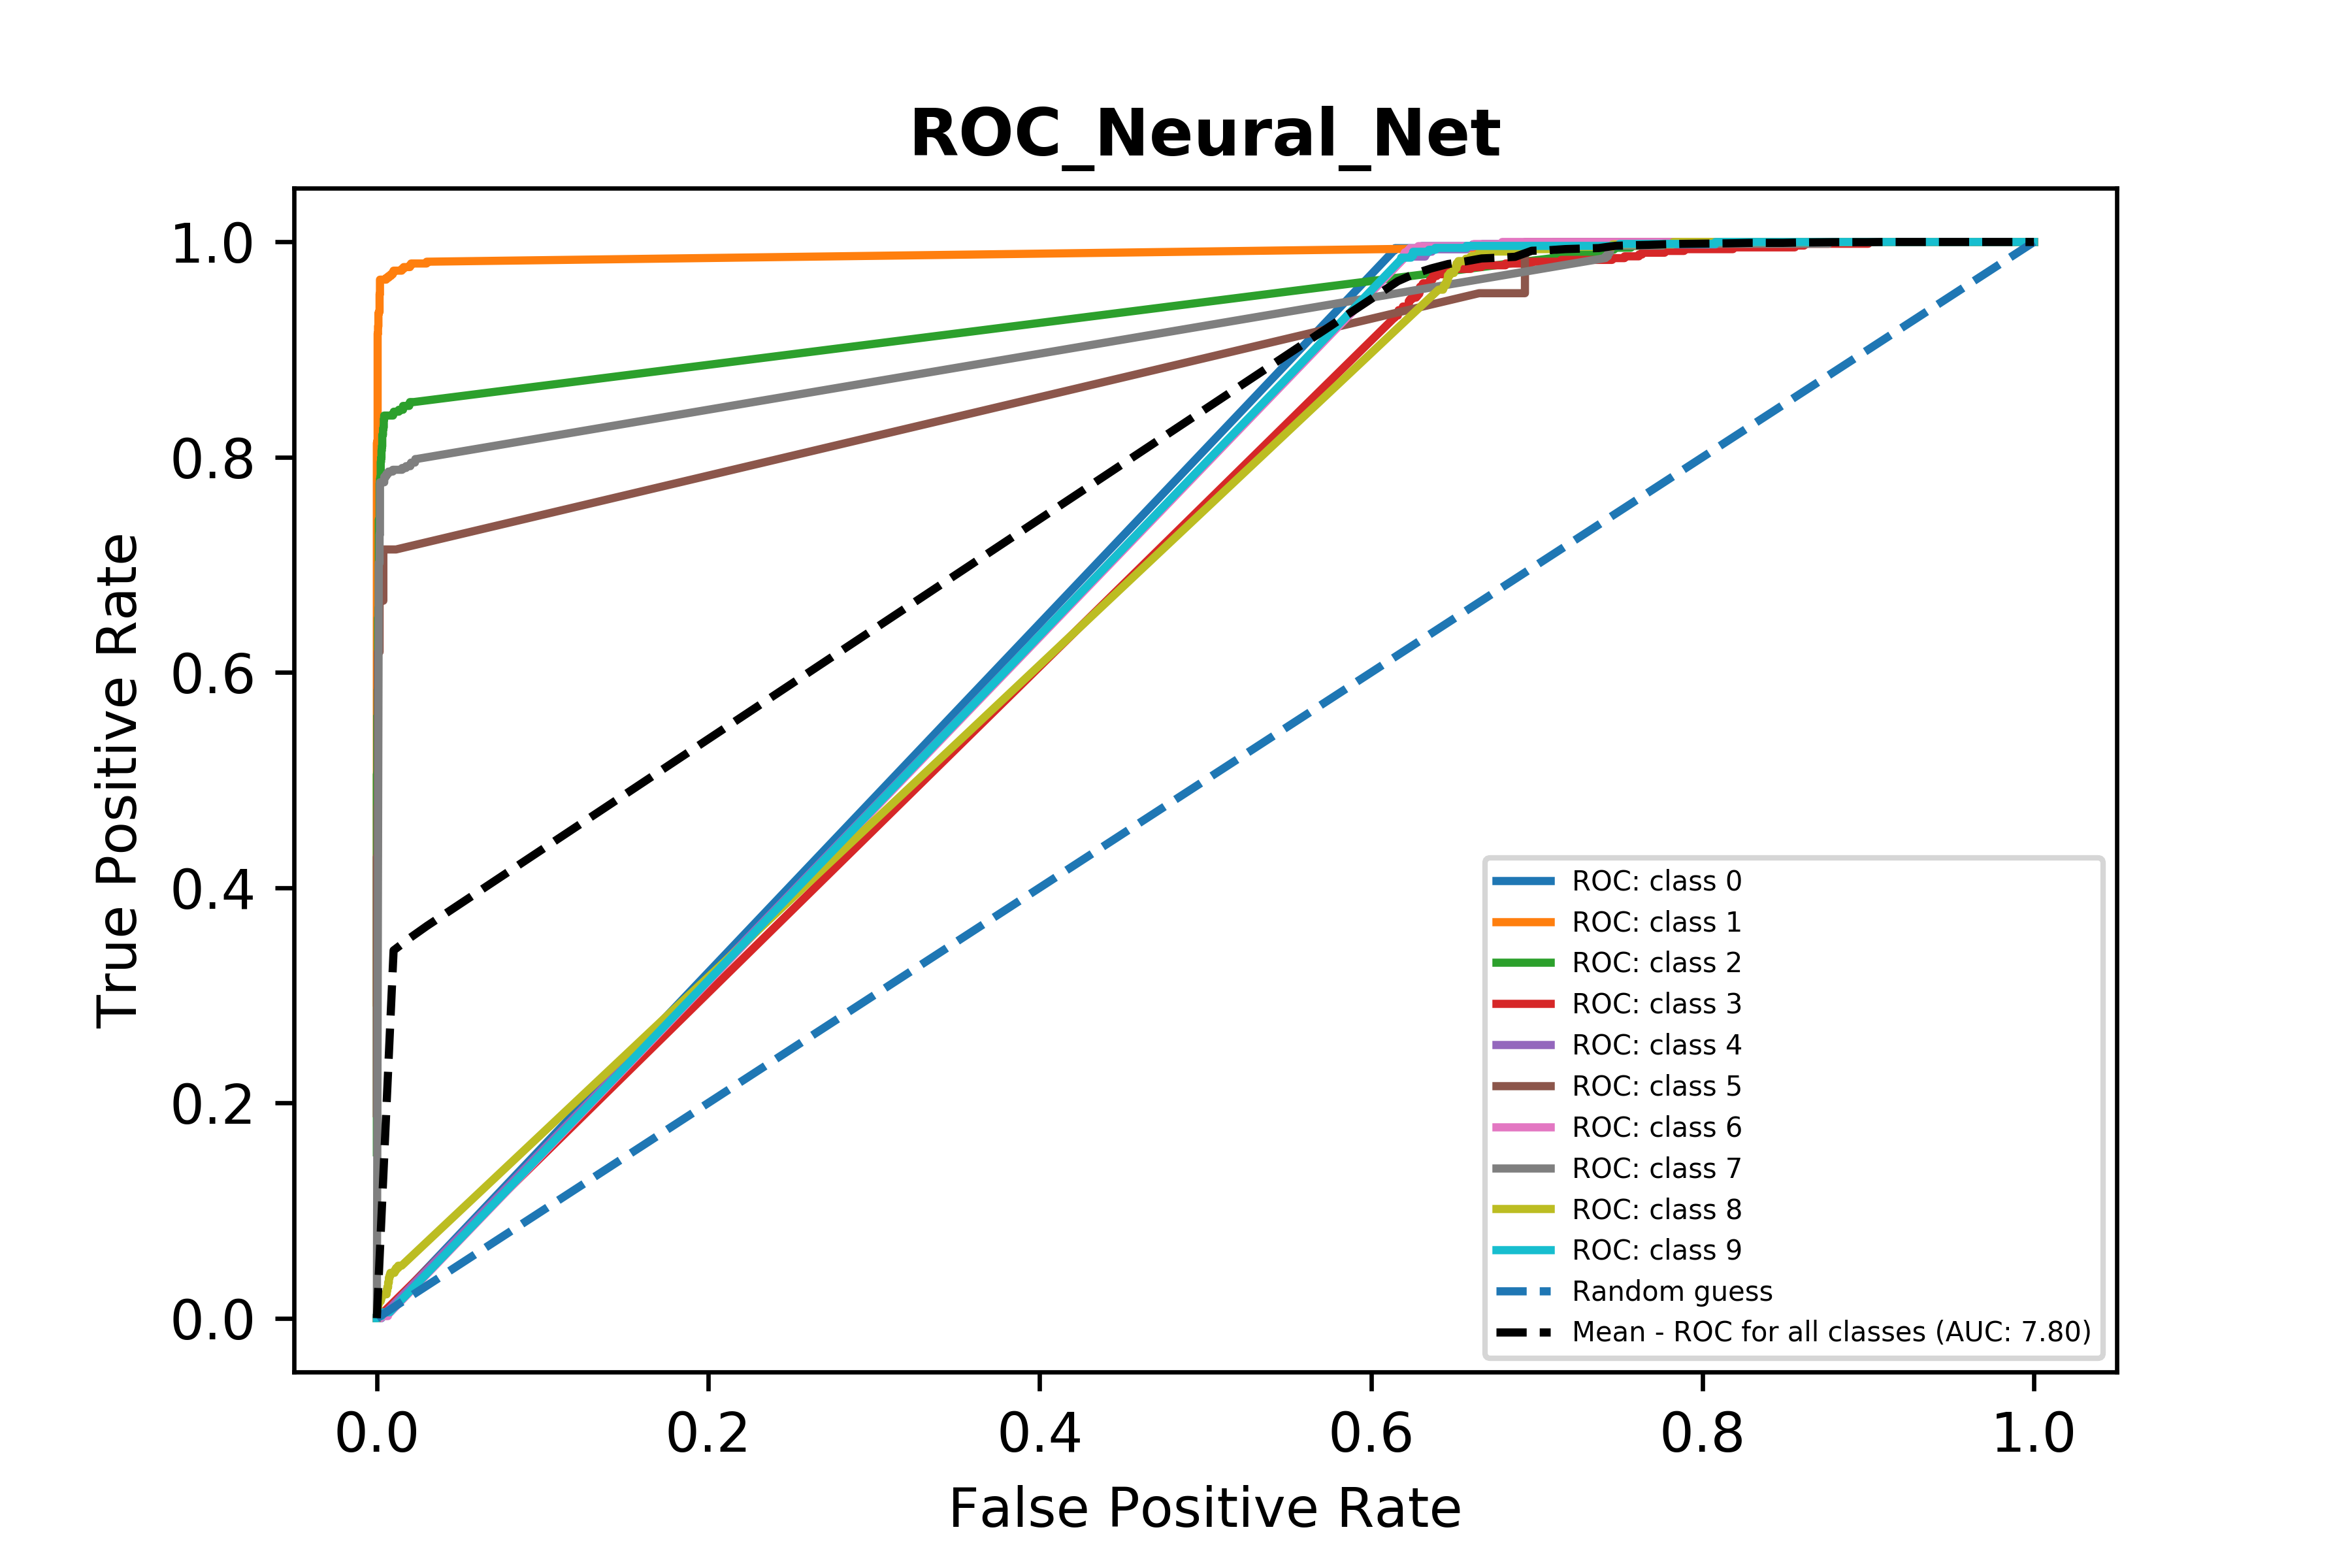 ROC_Neural_Net
True Positive Rate
1.0
0.8
0.6
0.4
0.2
0.0
ROC: class 0
ROC: class 1
ROC: class 2
ROC: class 3
ROC: class 4
ROC: class 5
ROC: class 6
ROC: class 7
ROC: class 8
ROC: class 9
Random guess
Mean - ROC for all classes (AUC: 7.80)
0.0 0.2 0.4 0.6 0.8 1.0
False Positive Rate